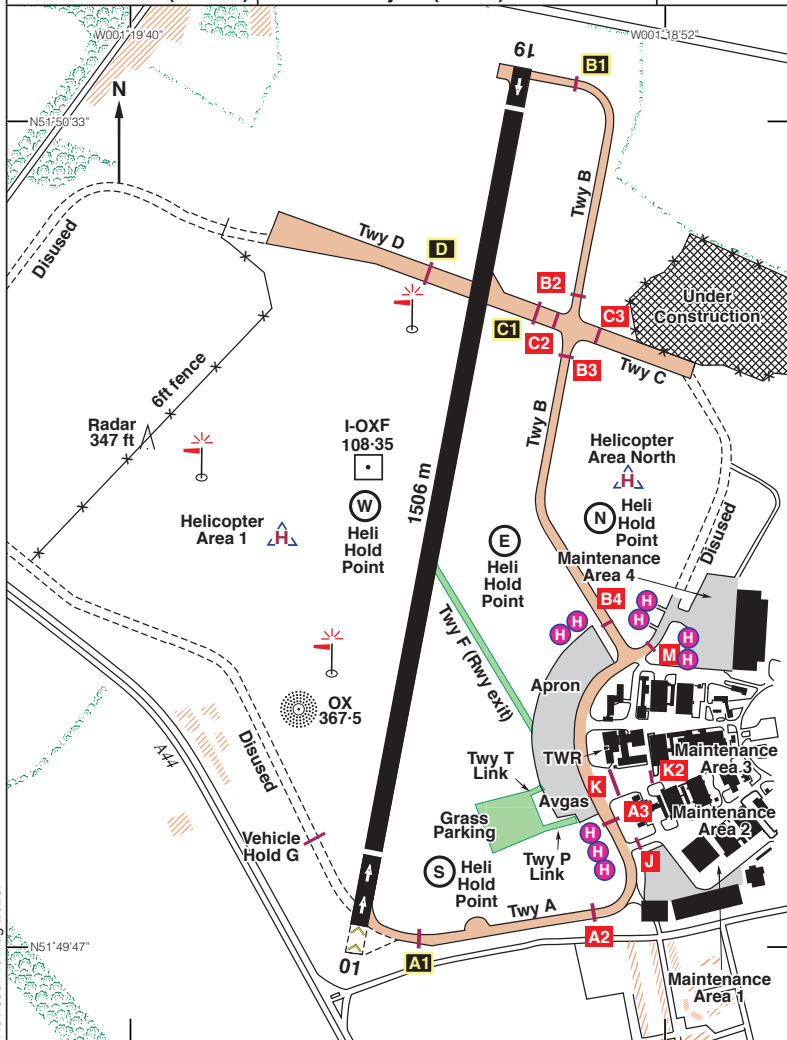 W001°19'40"
W001°18'52"
19
B1
N
N51°50'33"
Twy B
Disused
Twy D
D
B2
Under
Construction
C3
C1
C2
B3
Twy C
6ft fence
Twy B
Radar
347 ft
I-OXF
108·35
Helicopter
Area North
H
1506 m
W
Heli
Hold
Point
Helicopter
Area 1
H
N
Heli
Hold
Point
E
Heli
Hold
Point
Disused
Maintenance
Area 4
B4
H
H
H
H
H
H
M
Twy F (Rwy exit)
Apron
OX
367·5
A44
Disused
TWR
Twy T
Link
K
K2
Maintenance
Area 3
Avgas
A3
Grass
Parking
Maintenance
Area 2
Vehicle
Hold G
H
H
H
Twy P
Link
J
S
Heli
Hold
Point
Twy A
N51°49'47"
01
A1
A2
Maintenance
Area 1